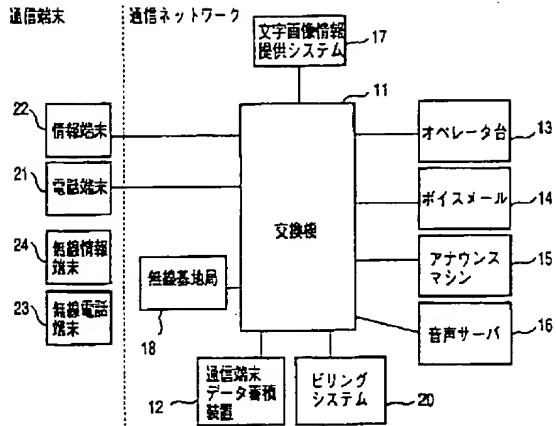 通信端末
通信ネットワーク
文字画像情報
提供システム
17
11
22
情報端末
21
電話端末
24
無線情報
端末
23
無線電話
端末
無線基地局
18
交換機
オペレータ台
13
ボイスメール
14
アナウンス
マシン
15
音声サーバ
16
通信端末
データ蓄積
装置
12
ビリング
システム
20